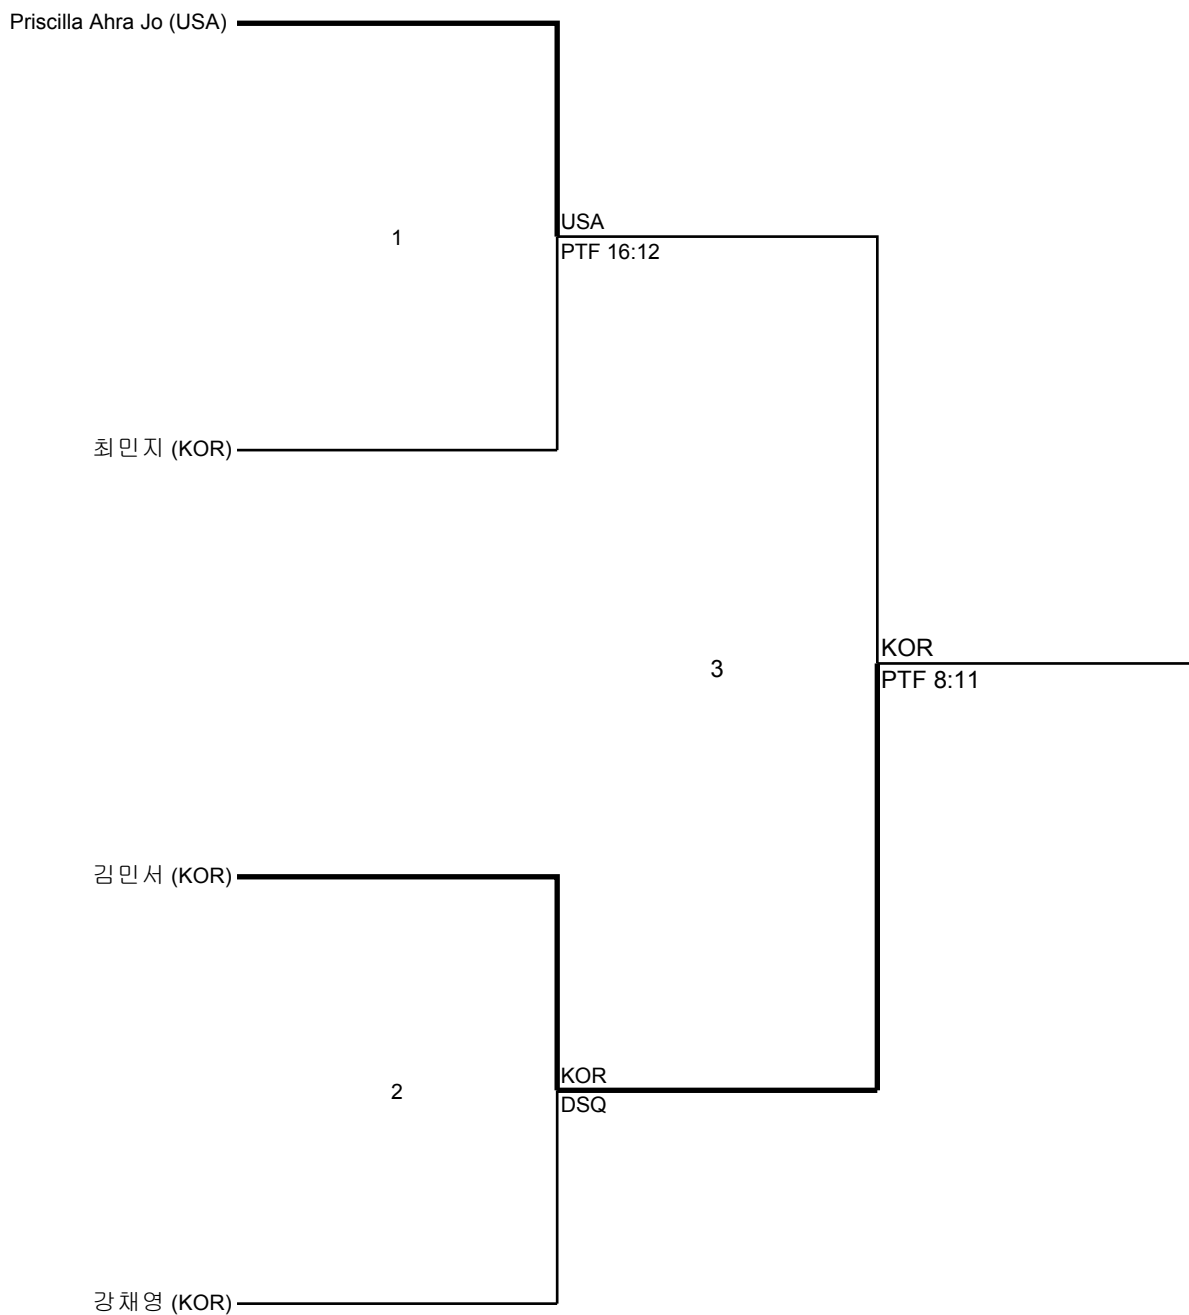 Priscilla Ahra Jo (USA)
USA
1
PTF 16:12
최민지 (KOR)
KOR
3
PTF 8:11
김민서 (KOR)
KOR
2
DSQ
강채영 (KOR)